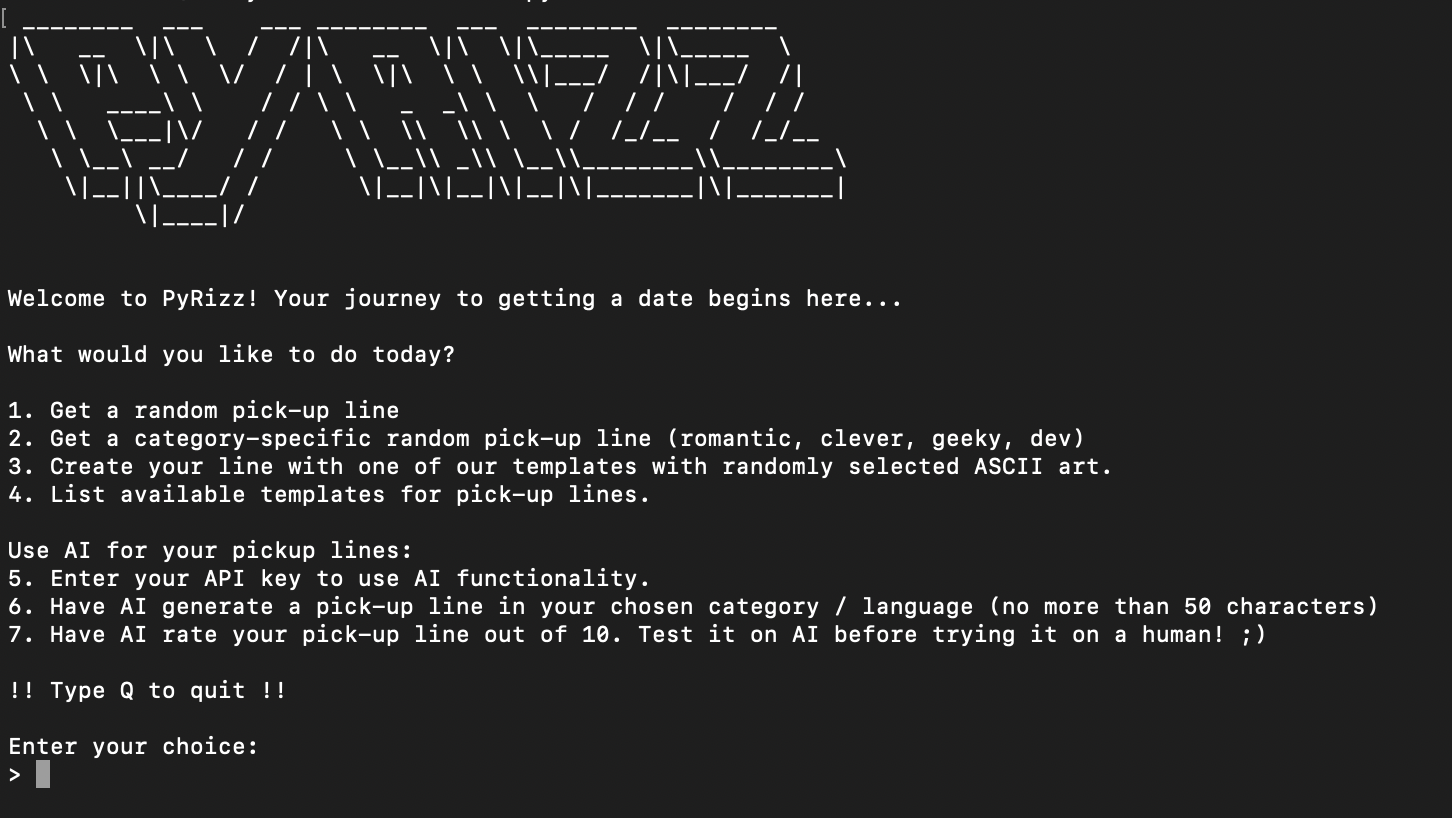 PYRIZZ
Welcome to PyRizz! Your journey to getting a date begins here...
What would you like to do today?
1. Get a random pick-up line
2. Get a category-specific random pick-up line (romantic, clever, geeky, dev)
3. Create your line with one of our templates with randomly selected ASCII art.
4. List available templates for pick-up lines.
Use AI for your pickup lines:
5. Enter your API key to use AI functionality.
6. Have AI generate a pick-up line in your chosen category / language (no more than 50 characters)
7. Have AI rate your pick-up line out of 10. Test it on AI before trying it on a human! ;)
!! Type Q to quit !!
Enter your choice:
>